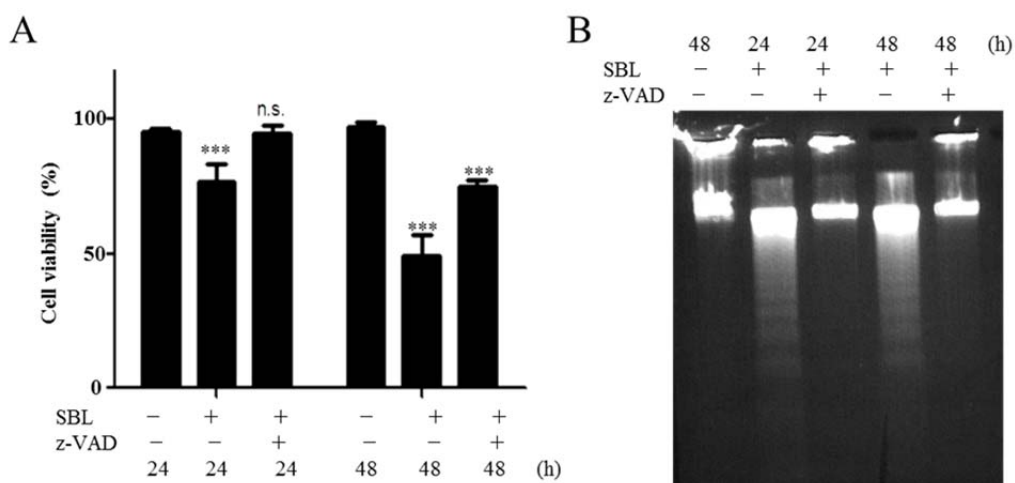 A
Cell viability (%)
100
50
0
***
n.s.
***
***
SBL − + + − + +
z-VAD − − + − − +
24 24 24 48 48 48 (h)
B
48 24 24 48 48 (h)
SBL − + + + +
z-VAD − − + − +